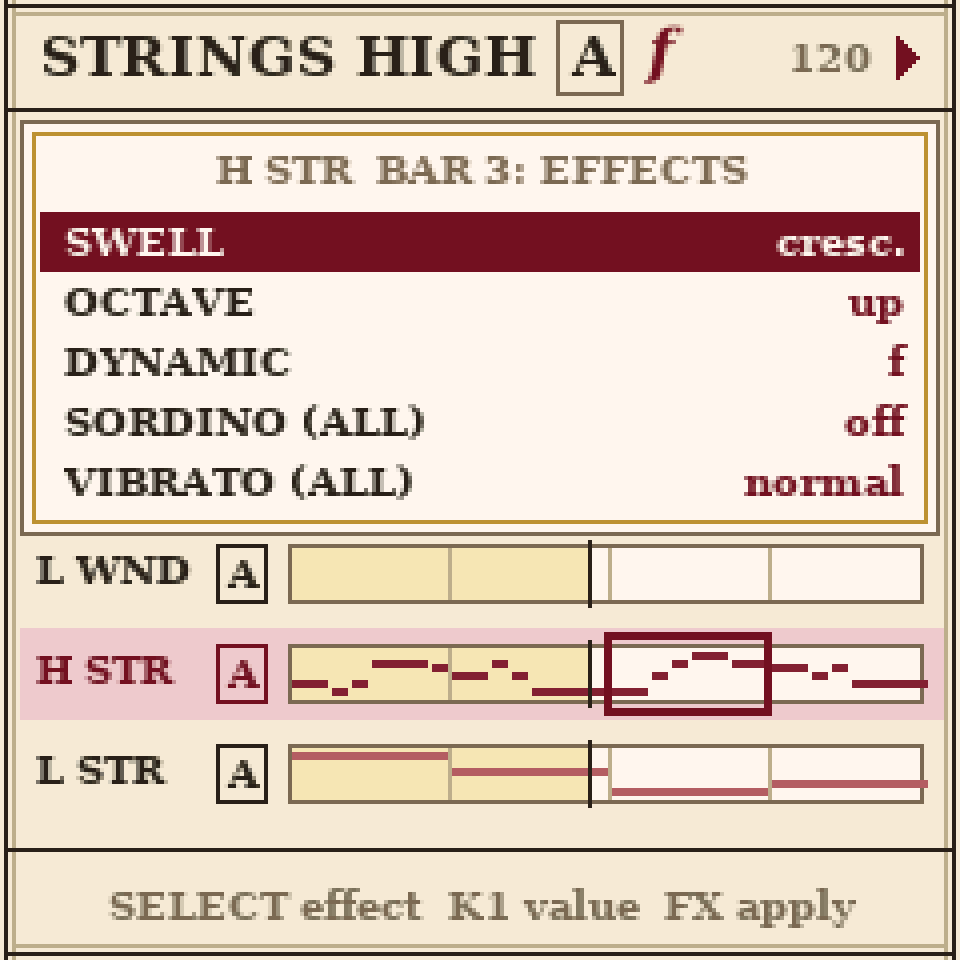 STRINGS HIGH A f 120
H STR BAR 3: EFFECTS
SWELL cresc.
OCTAVE up
DYNAMIC f
SORDINO (ALL) off
VIBRATO (ALL) normal
L WND A
H STR A
L STR A
SELECT effect K1 value FX apply